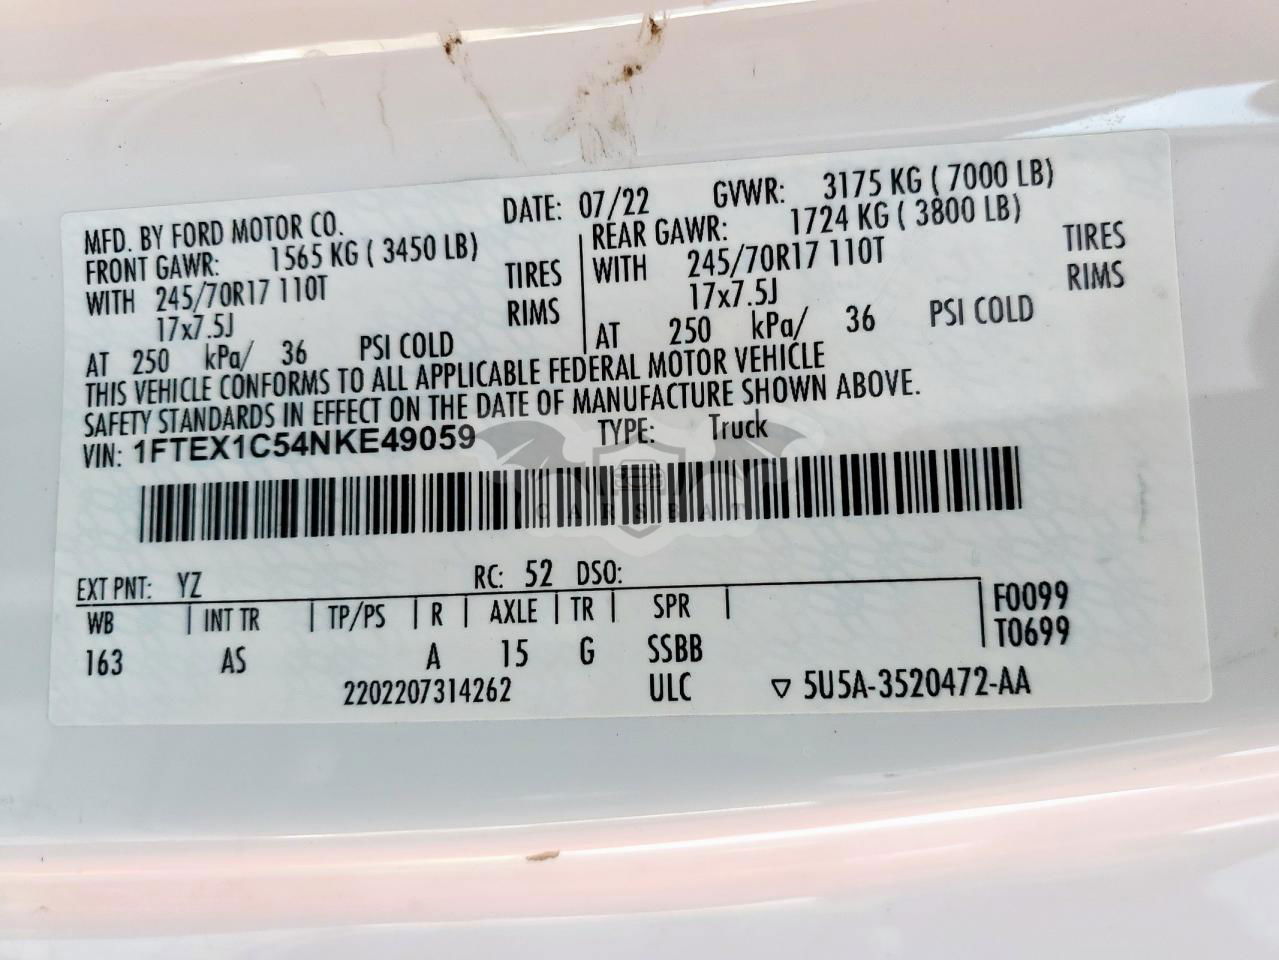 MFD. BY FORD MOTOR CO. DATE: 07/22 GVWR: 3175 KG ( 7000 LB)
FRONT GAWR: 1565 KG ( 3450 LB) REAR GAWR: 1724 KG ( 3800 LB)
WITH 245/70R17 110T TIRES WITH 245/70R17 110T TIRES
17x7.5J RIMS 17x7.5J RIMS
AT 250 kPa/ 36 PSI COLD AT 250 kPa/ 36 PSI COLD
THIS VEHICLE CONFORMS TO ALL APPLICABLE FEDERAL MOTOR VEHICLE
SAFETY STANDARDS IN EFFECT ON THE DATE OF MANUFACTURE SHOWN ABOVE.
VIN: 1FTEX1C54NKE49059 TYPE: Truck
CARSBAT
EXT PNT: YZ RC: 52 DSO:
WB INT TR TP/PS R AXLE TR SPR F0099
163 AS A 15 G SSBB T0699
2202207314262 ULC ▽ 5U5A-3520472-AA